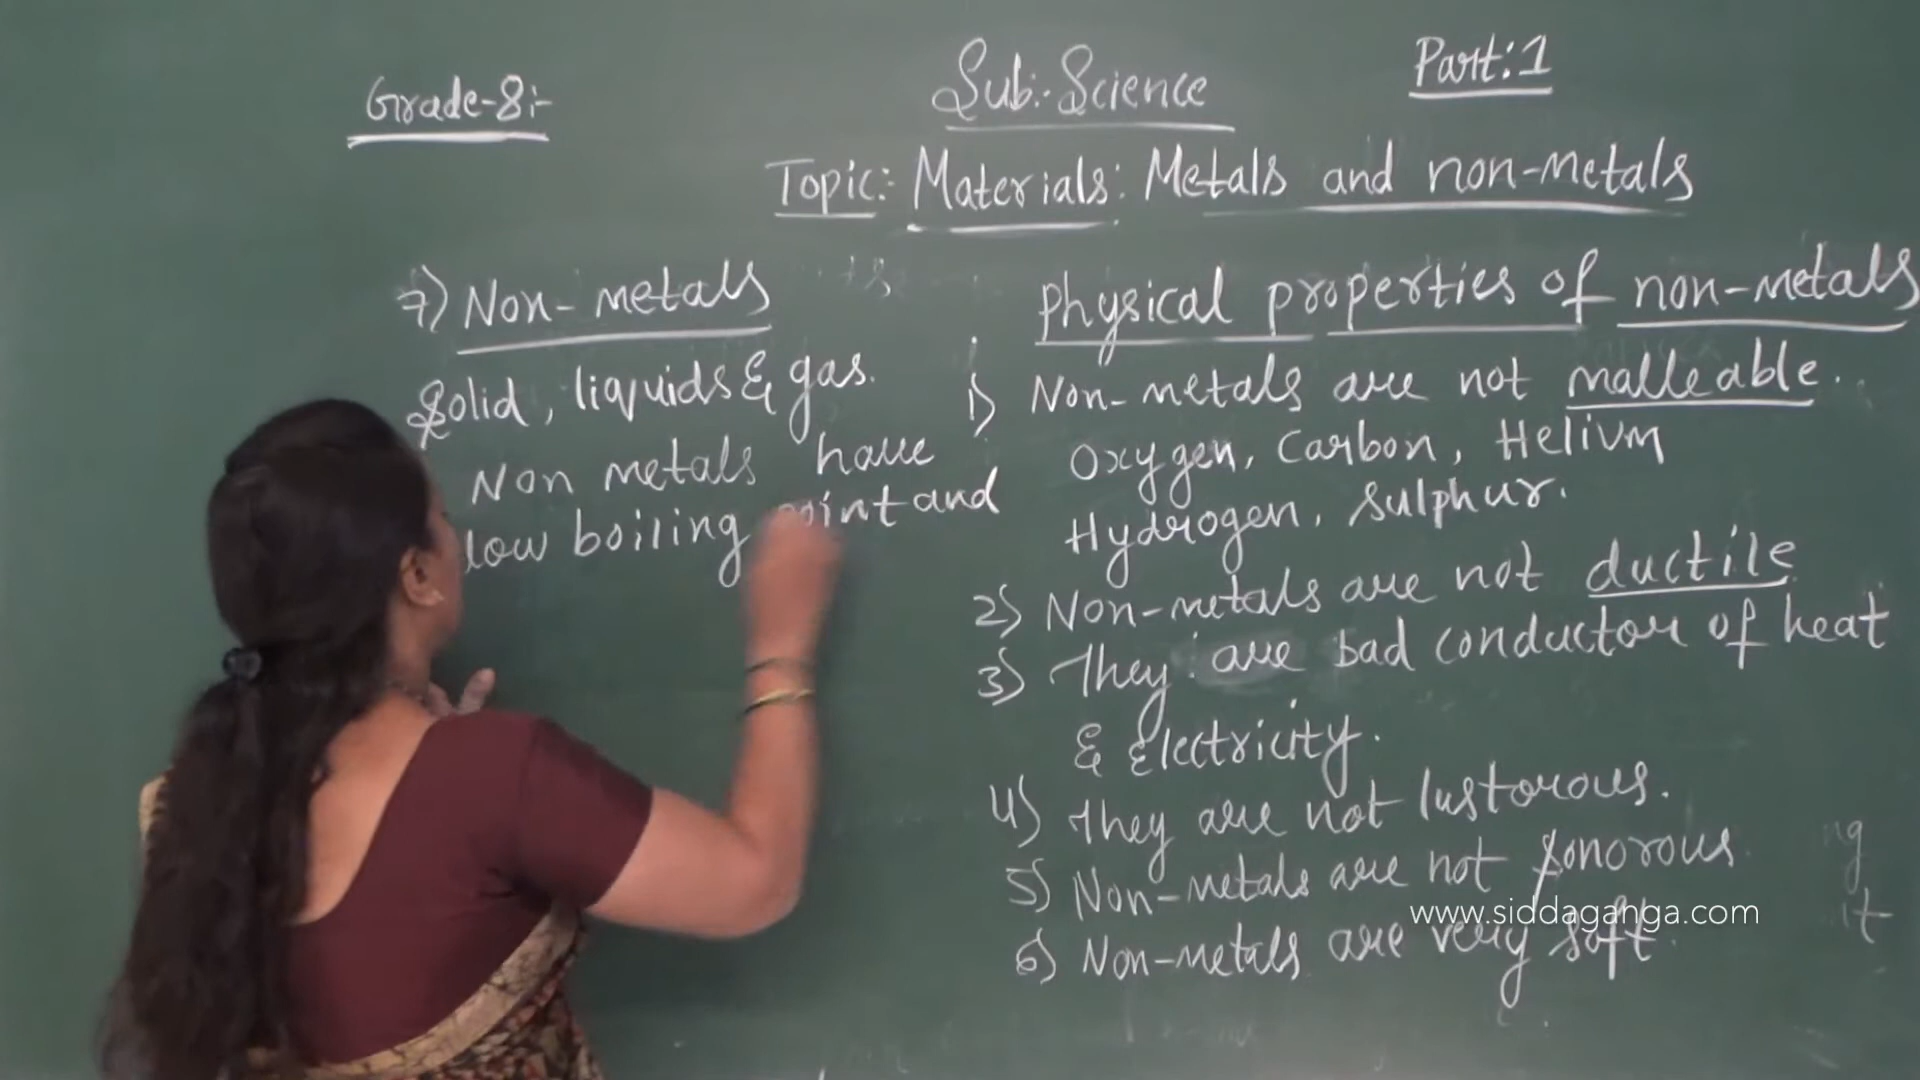 Grade-8:-
Sub:-Science
Part:1
Topic: Materials: Metals and non-metals
7) Non-metals
Solid, liquids & gas.
Non metals have
low boiling point and
Physical properties of non-metals
1) Non-metals are not malleable.
Oxygen, Carbon, Helium
Hydrogen, Sulphur.
2) Non-metals are not ductile
3) They are bad conductor of heat
& Electricity.
4) They are not lustorous.
5) Non-metals are not sonorous
www.siddaganga.com
6) Non-metals are very soft.